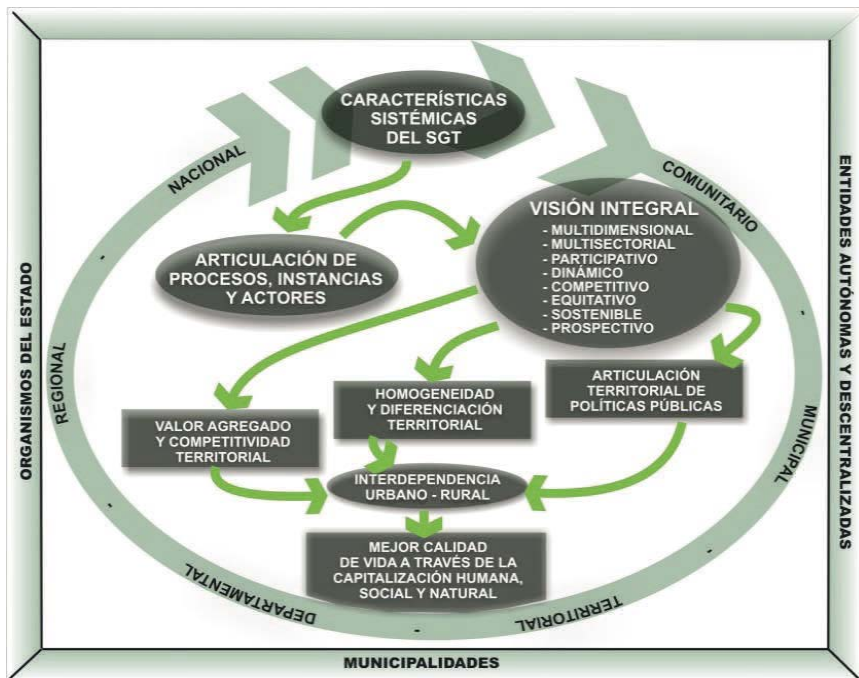 CARACTERÍSTICAS
SISTÉMICAS
DEL SGT
NACIONAL
COMUNITARIO
VISIÓN INTEGRAL
- MULTIDIMENSIONAL
- MULTISECTORIAL
- PARTICIPATIVO
- DINÁMICO
- COMPETITIVO
- EQUITATIVO
- SOSTENIBLE
- PROSPECTIVO
ARTICULACIÓN DE
PROCESOS, INSTANCIAS
Y ACTORES
ORGANISMOS DEL ESTADO
ENTIDADES AUTÓNOMAS Y DESCENTRALIZADAS
-
REGIONAL
-
MUNICIPAL
VALOR AGREGADO
Y COMPETITIVIDAD
TERRITORIAL
HOMOGENEIDAD
Y DIFERENCIACIÓN
TERRITORIAL
ARTICULACIÓN
TERRITORIAL DE
POLÍTICAS PÚBLICAS
INTERDEPENDENCIA
URBANO - RURAL
MEJOR CALIDAD
DE VIDA A TRAVÉS DE LA
CAPITALIZACIÓN HUMANA,
SOCIAL Y NATURAL
-
DEPARTAMENTAL
-
TERRITORIAL
-
MUNICIPALIDADES